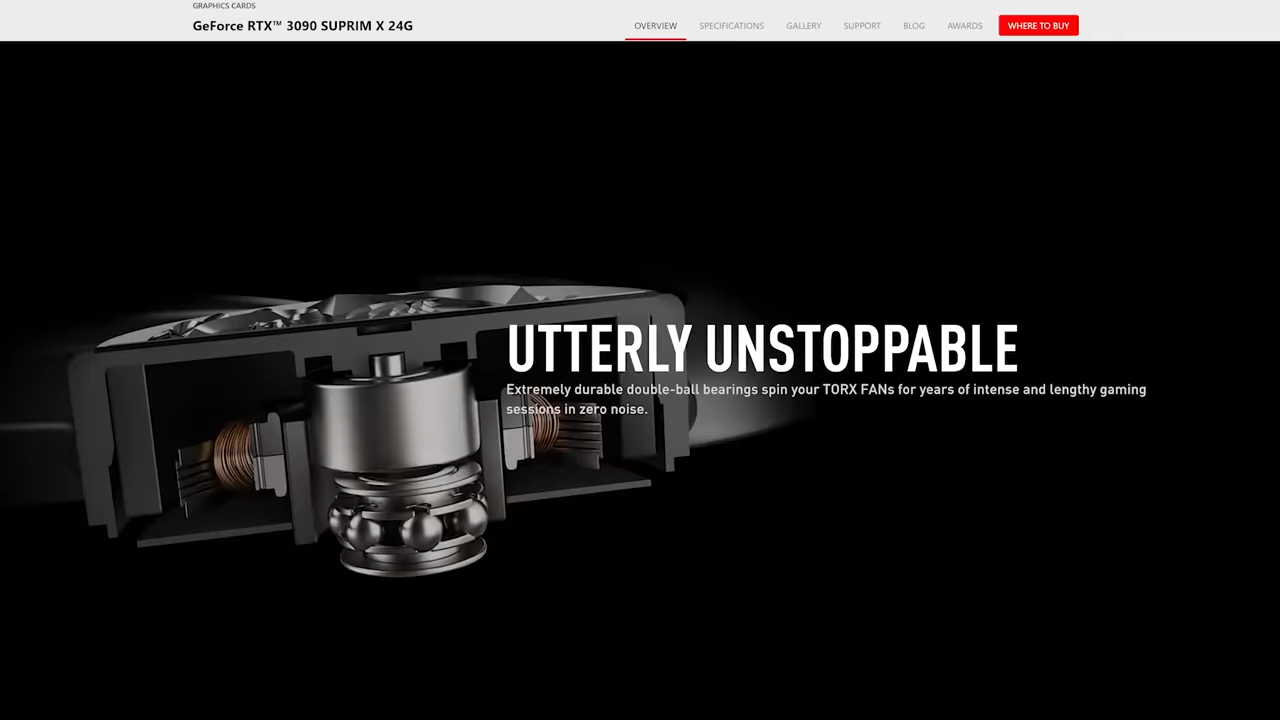 GRAPHICS CARDS
GeForce RTX™ 3090 SUPRIM X 24G
OVERVIEW
SPECIFICATIONS
GALLERY
SUPPORT
BLOG
AWARDS
WHERE TO BUY
UTTERLY UNSTOPPABLE
Extremely durable double-ball bearings spin your TORX FANs for years of intense and lengthy gaming
sessions in zero noise.